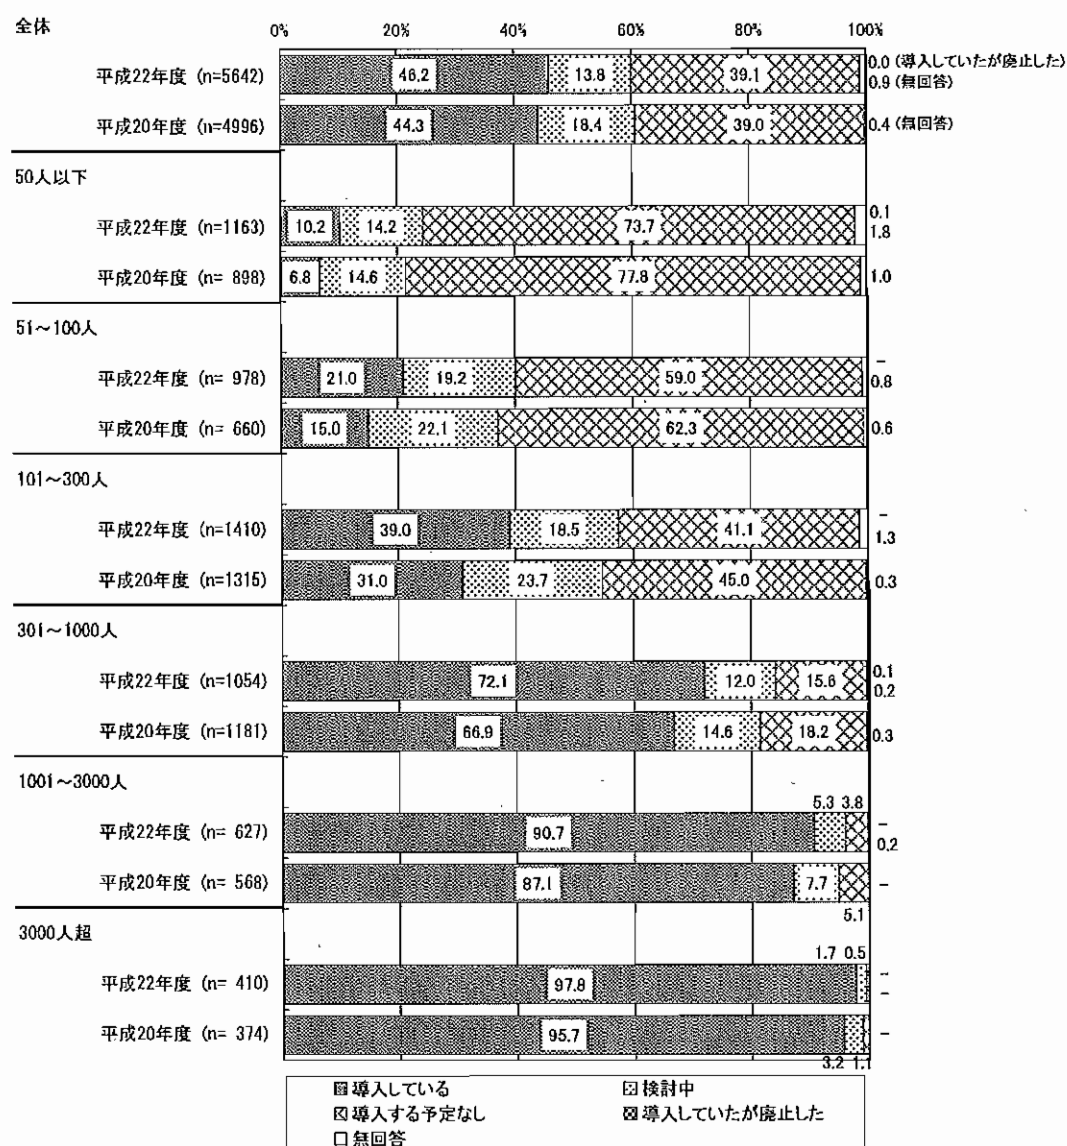 全体
0% 20% 40% 60% 80% 100%
平成22年度 (n=5642) 46.2 13.8 39.1 0.0 (導入していたが廃止した)
0.9 (無回答)
平成20年度 (n=4996) 44.3 18.4 39.0 0.4 (無回答)
50人以下
平成22年度 (n=1163) 10.2 14.2 73.7 0.1
1.8
平成20年度 (n= 898) 6.8 14.6 77.8 1.0
51～100人
平成22年度 (n= 978) 21.0 19.2 59.0 -
0.8
平成20年度 (n= 660) 15.0 22.1 62.3 0.6
101～300人
平成22年度 (n=1410) 39.0 18.5 41.1 -
1.3
平成20年度 (n=1315) 31.0 23.7 45.0 0.3
301～1000人
平成22年度 (n=1054) 72.1 12.0 15.6 0.1
0.2
平成20年度 (n=1181) 66.9 14.6 18.2 0.3
1001～3000人
5.3 3.8
平成22年度 (n= 627) 90.7 -
0.2
平成20年度 (n= 568) 87.1 7.7 -
5.1
3000人超
1.7 0.5
平成22年度 (n= 410) 97.8 -
-
平成20年度 (n= 374) 95.7 -
3.2 1.1
導入している 検討中
導入する予定なし 導入していたが廃止した
無回答